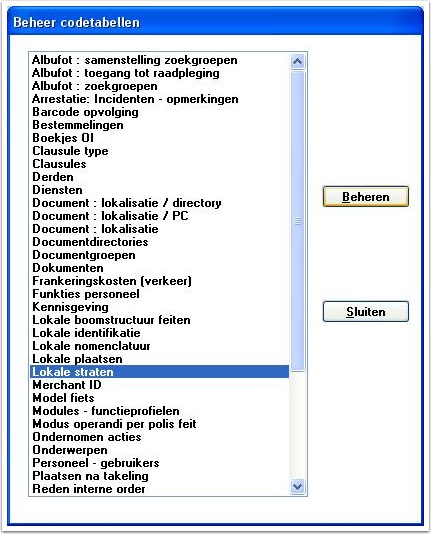 Beheer codetabellen
Albufot : samenstelling zoekgroepen
Albufot : toegang tot raadpleging
Albufot : zoekgroepen
Arrestatie: Incidenten - opmerkingen
Barcode opvolging
Bestemmelingen
Boekjes OI
Clausule type
Clausules
Derden
Diensten
Document : lokalisatie / directory
Document : lokalisatie / PC
Document : lokalisatie
Documentdirectories
Documentgroepen
Dokumenten
Frankeringskosten (verkeer)
Funkties personeel
Kennisgeving
Lokale boomstructuur feiten
Lokale identifikatie
Lokale nomenclatuur
Lokale plaatsen
Lokale straten
Merchant ID
Model fiets
Modules - functieprofielen
Modus operandi per polis feit
Ondernomen acties
Onderwerpen
Personeel - gebruikers
Plaatsen na takeling
Reden interne order
Beheren
Sluiten